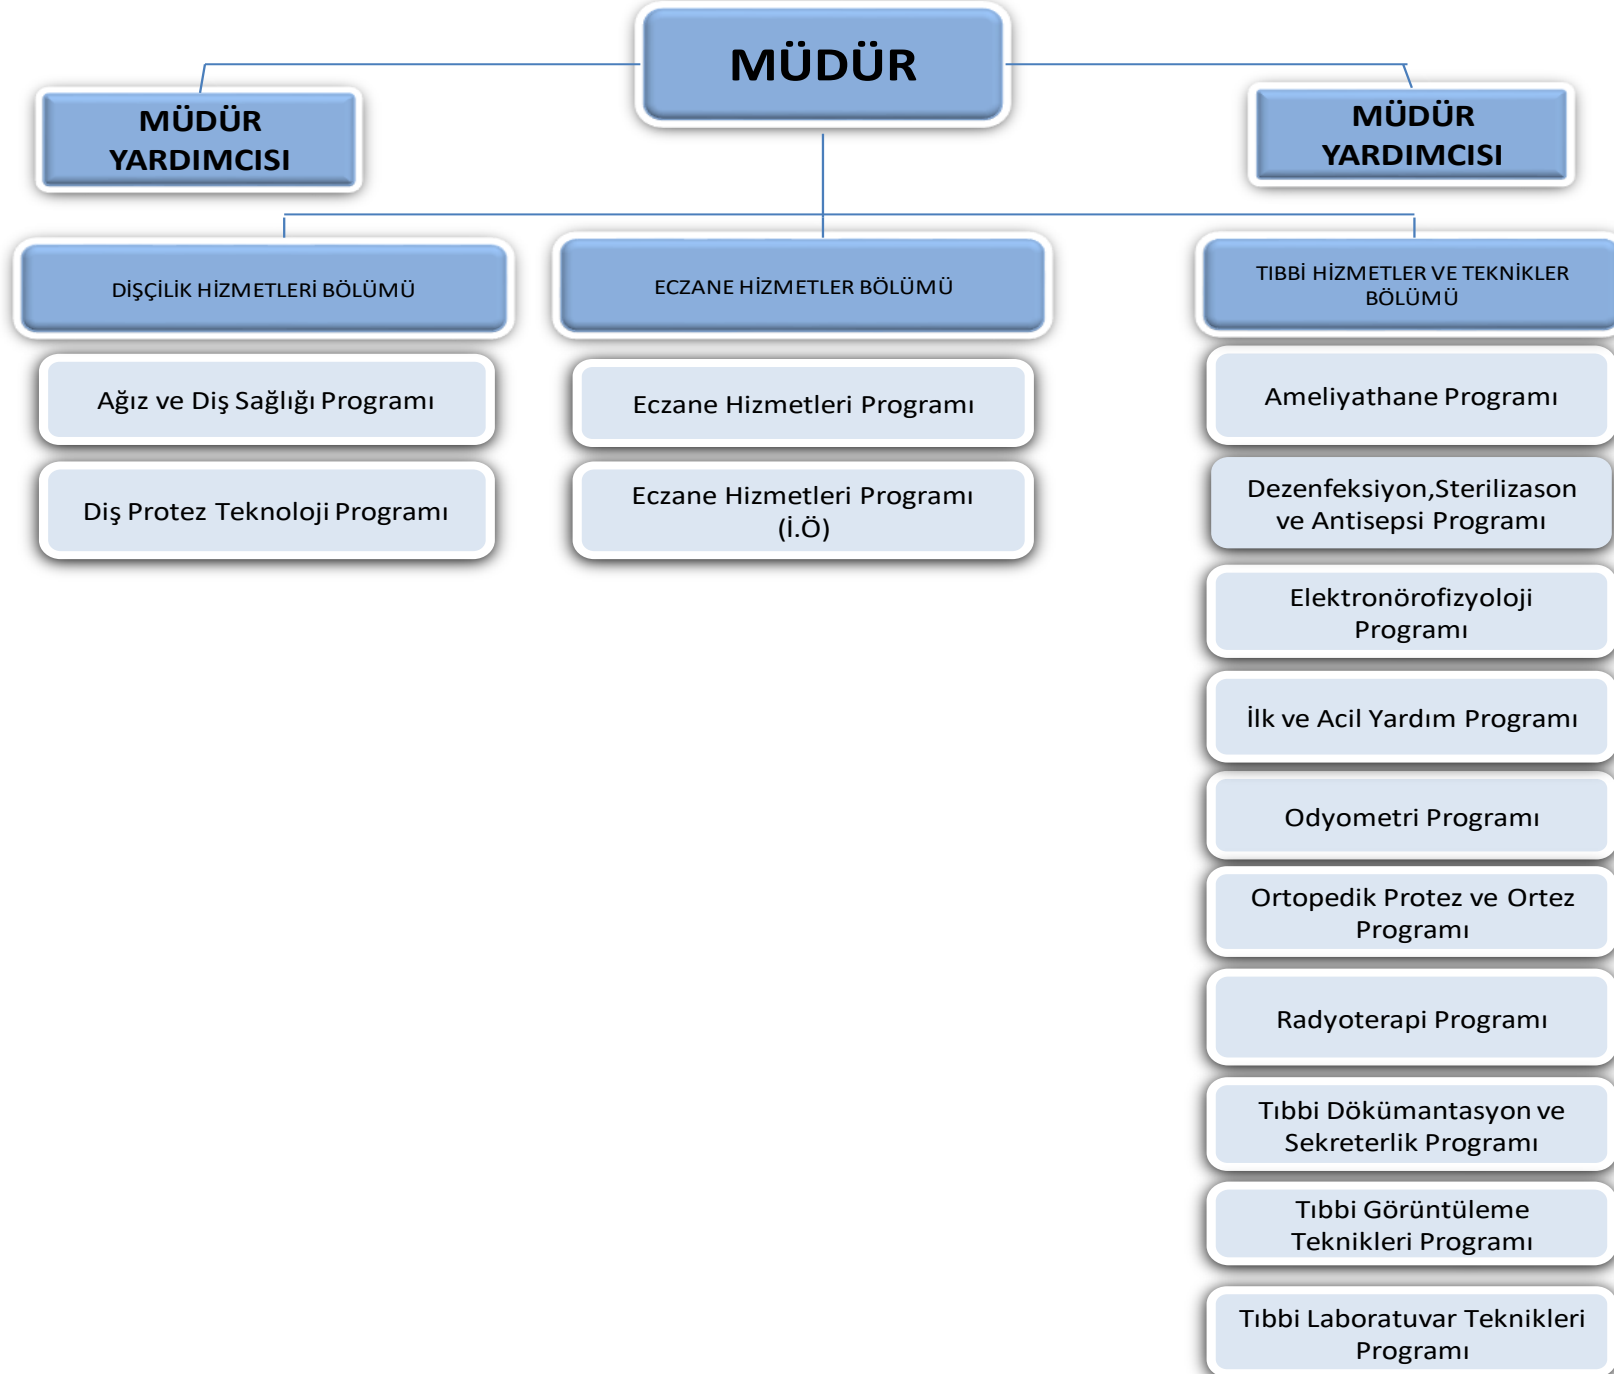 MÜDÜR
MÜDÜR
YARDIMCISI
MÜDÜR
YARDIMCISI
DİŞÇİLİK HİZMETLERİ BÖLÜMÜ
Ağız ve Diş Sağlığı Programı
Diş Protez Teknoloji Programı
ECZANE HİZMETLER BÖLÜMÜ
Eczane Hizmetleri Programı
Eczane Hizmetleri Programı
(İ.Ö)
TIBBİ HİZMETLER VE TEKNİKLER
BÖLÜMÜ
Ameliyathane Programı
Dezenfeksiyon,Sterilizason
ve Antisepsi Programı
Elektronörofizyoloji
Programı
İlk ve Acil Yardım Programı
Odyometri Programı
Ortopedik Protez ve Ortez
Programı
Radyoterapi Programı
Tıbbi Dökümantasyon ve
Sekreterlik Programı
Tıbbi Görüntüleme
Teknikleri Programı
Tıbbi Laboratuvar Teknikleri
Programı